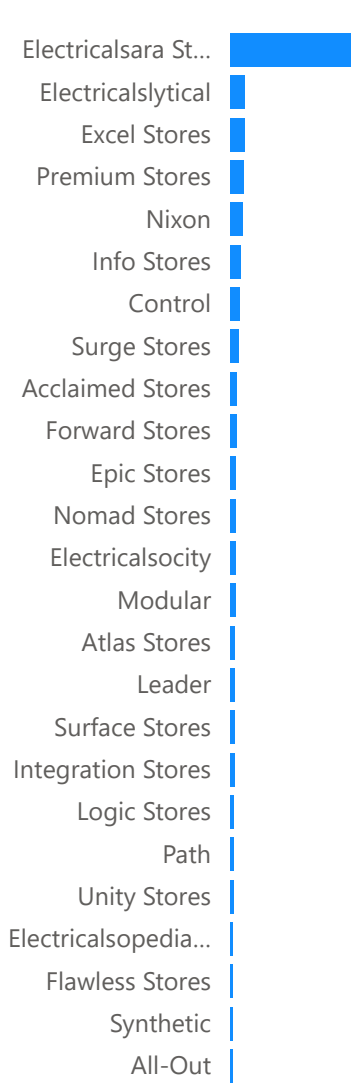 Electricalsara St...
Electricalslytical
Excel Stores
Premium Stores
Nixon
Info Stores
Control
Surge Stores
Acclaimed Stores
Forward Stores
Epic Stores
Nomad Stores
Electricalsocity
Modular
Atlas Stores
Leader
Surface Stores
Integration Stores
Logic Stores
Path
Unity Stores
Electricalsopedia...
Flawless Stores
Synthetic
All-Out